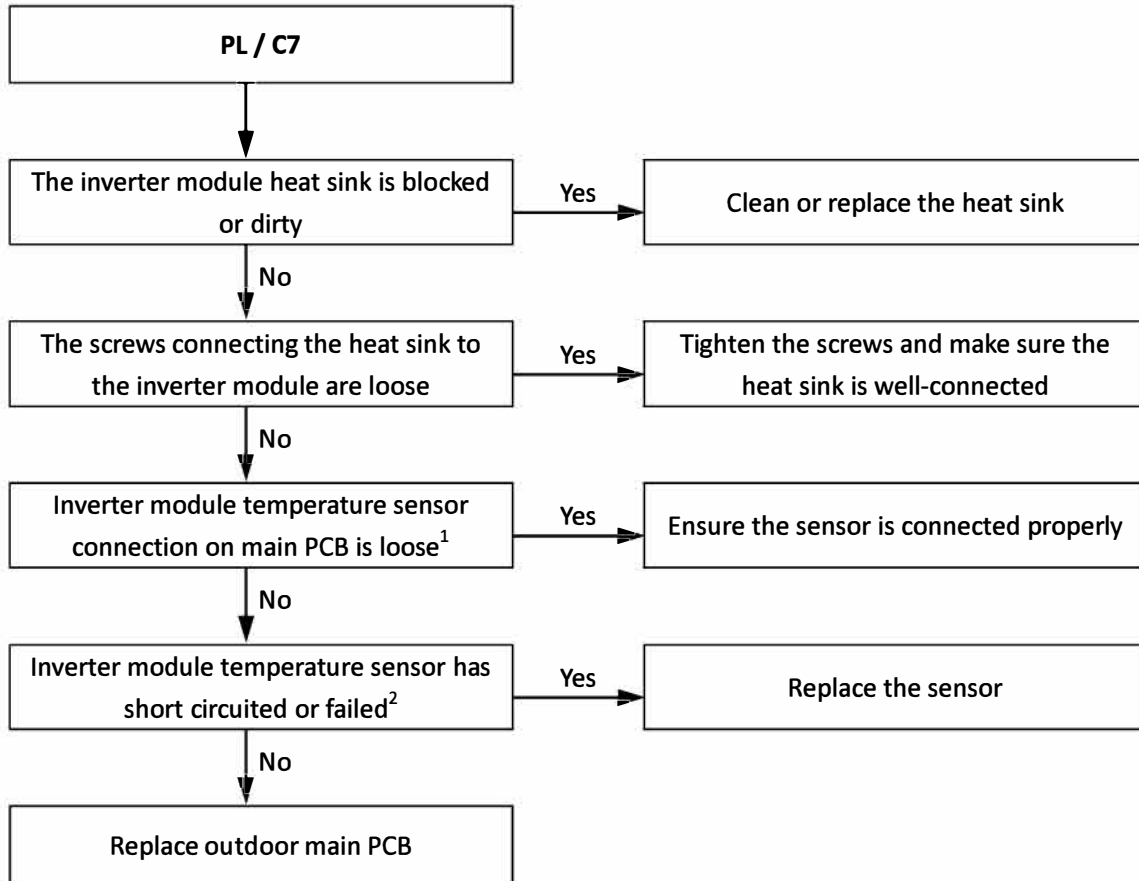 PL / C7
The inverter module heat sink is blocked
or dirty
Yes
Clean or replace the heat sink
No
The screws connecting the heat sink to
the inverter module are loose
Yes
Tighten the screws and make sure the
heat sink is well-connected
No
Inverter module temperature sensor
connection on main PCB is loose¹
Yes
Ensure the sensor is connected properly
No
Inverter module temperature sensor has
short circuited or failed²
Yes
Replace the sensor
No
Replace outdoor main PCB